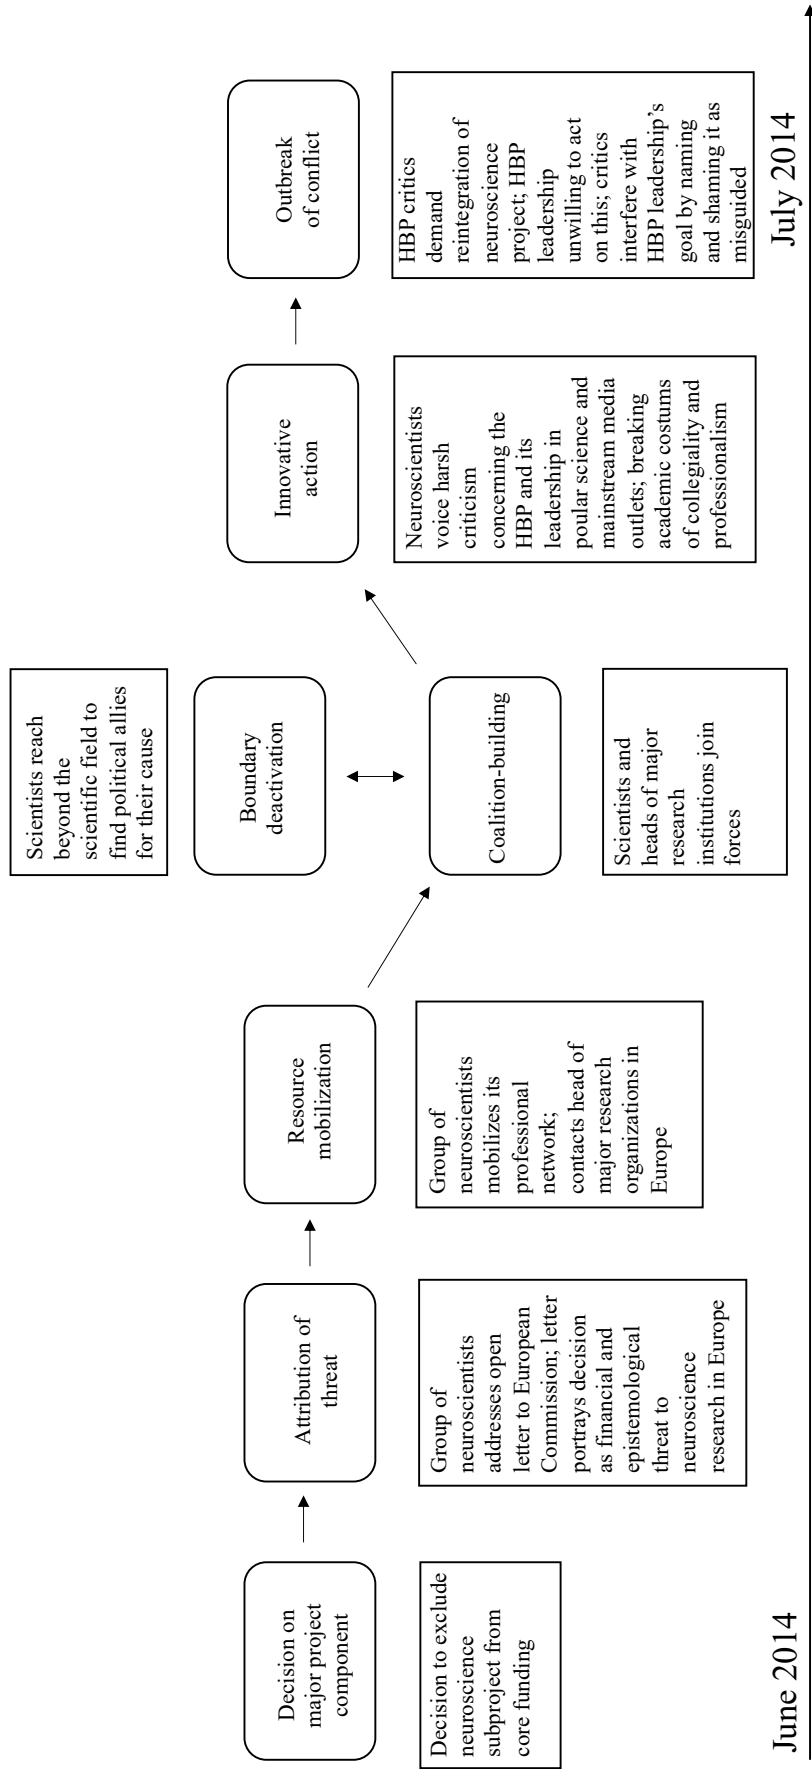 Decision on
major project
component
Decision to exclude
neuroscience
subproject from
core funding
Attribution of
threat
Group of
neuroscientists
addresses open
letter to European
Commission; letter
portrays decision
as financial and
epistemological
threat to
neuroscience
research in Europe
Resource
mobilization
Group of
neuroscientists
mobilizes its
professional
network;
contacts head of
major research
organizations in
Europe
Scientists reach
beyond the
scientific field to
find political allies
for their cause
Boundary
deactivation
Coalition-building
Scientists and
heads of major
research
institutions join
forces
Innovative
action
Neuroscientists
voice harsh
criticism
concerning the
HBP and its
leadership in
poular science and
mainstream media
outlets; breaking
academic costums
of collegiality and
professionalism
Outbreak
of conflict
HBP critics
demand
reintegration of
neuroscience
project; HBP
leadership
unwilling to act
on this; critics
interfere with
HBP leadership’s
goal by naming
and shaming it as
misguided
June 2014
July 2014